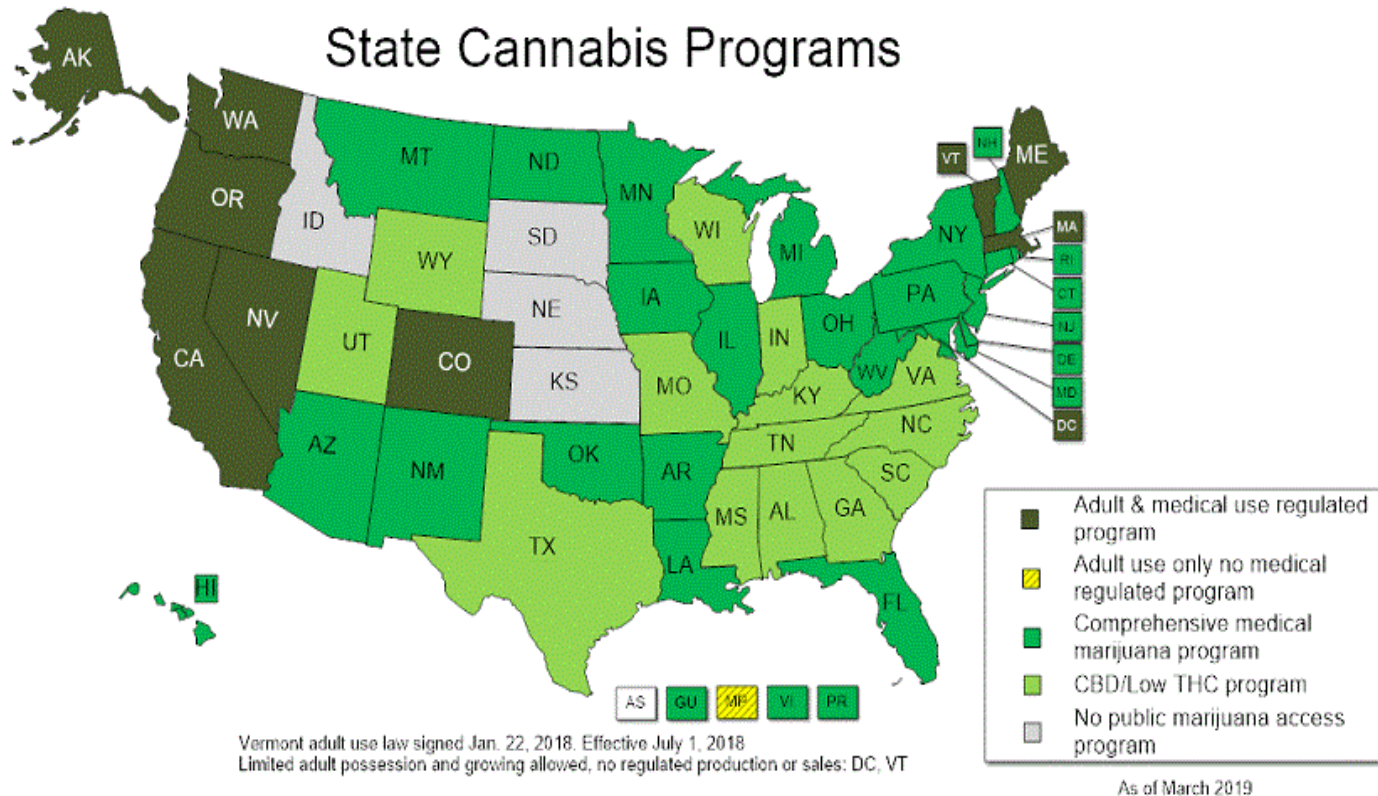 State Cannabis Programs
AK
WA
OR
CA
NV
ID
MT
WY
UT
CO
AZ
NM
ND
SD
NE
KS
OK
TX
MN
IA
MO
AR
LA
WI
IL
MI
IN
OH
KY
TN
MS
AL
GA
FL
SC
NC
VA
WV
PA
NY
VT
NH
ME
MA
RI
CT
NJ
DE
MD
DC
HI
AS
GU
MP
VI
PR
Adult & medical use regulated
program
Adult use only no medical
regulated program
Comprehensive medical
marijuana program
CBD/Low THC program
No public marijuana access
program
Vermont adult use law signed Jan. 22, 2018. Effective July 1, 2018
Limited adult possession and growing allowed, no regulated production or sales: DC, VT
As of March 2019